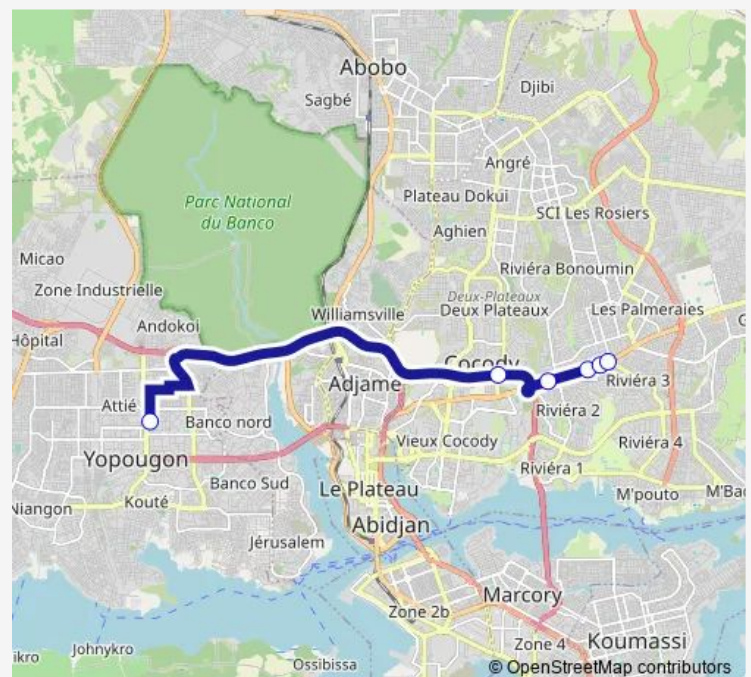 Abobo
Djibi
Sagbé
Angré
Plateau Dokui
Parc National
du Banco
SCI Les Rosiers
Aghien
Micao
Riviéra Bonoumin
Zone Industrielle
Deux-Plateaux
Deux Plateaux
Williamsville
Les Palmeraies
Andokoi
Hôpital
Cocody
Adjame
Riviéra 3
Attié
Riviéra 2
Banco nord
Vieux Cocody
Riviéra 4
Yopougon
Riviéra 1
Banco Sud
Le Plateau
M'pouto
M'Ba
Niangon
Kouté
Abidjan
Jérusalem
Marcory
Zone 2b
Zone 4
Koumassi
Johnykro
ikro
Ossibissa
© OpenStreetMap contributors